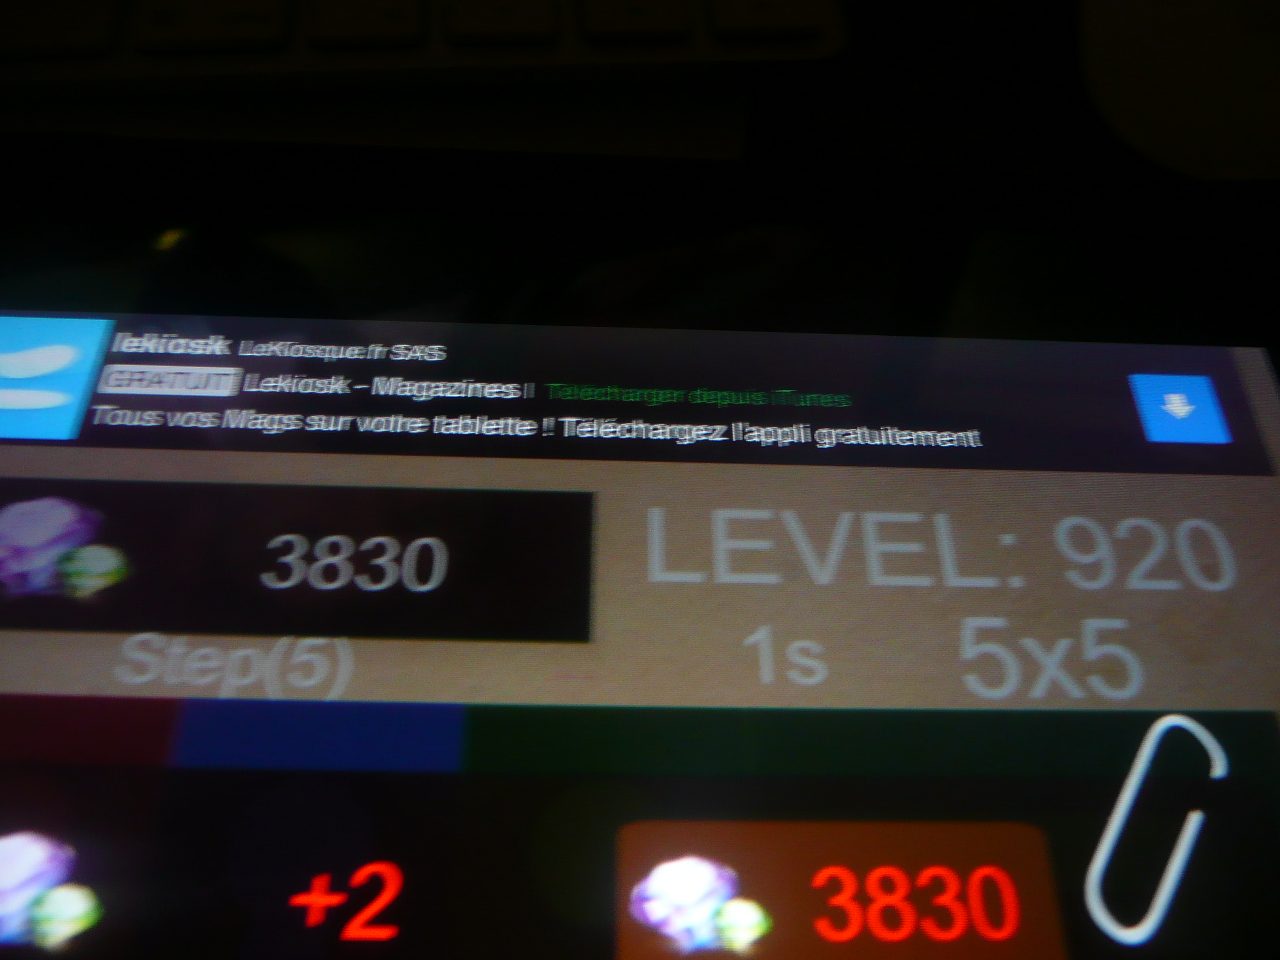 lekiosk LeKiosque.fr SAS
GRATUIT Lekiosk - Magazines | Télécharger depuis iTunes
Tous vos Mags sur votre tablette ! Téléchargez l'appli gratuitement
3830
LEVEL: 920
Step(5)
1s 5x5
+2
3830